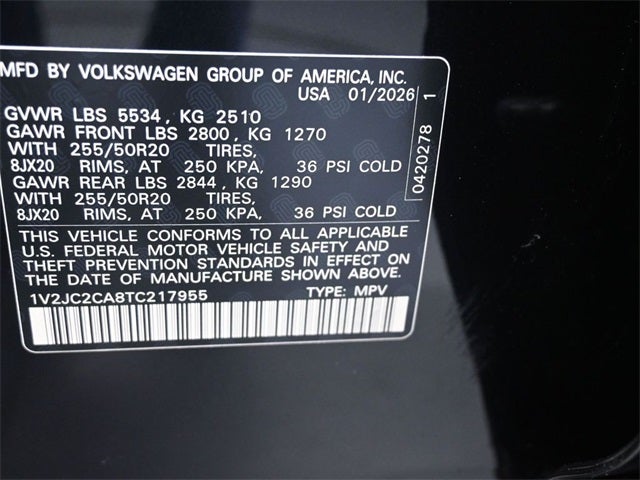 MFD BY VOLKSWAGEN GROUP OF AMERICA, INC.
USA 01/2026
GVWR LBS 5534, KG 2510
GAWR FRONT LBS 2800, KG 1270
WITH 255/50R20 TIRES,
8JX20 RIMS, AT 250 KPA, 36 PSI COLD
GAWR REAR LBS 2844, KG 1290
WITH 255/50R20 TIRES,
8JX20 RIMS, AT 250 KPA, 36 PSI COLD
THIS VEHICLE CONFORMS TO ALL APPLICABLE
U.S. FEDERAL MOTOR VEHICLE SAFETY AND
THEFT PREVENTION STANDARDS IN EFFECT ON
THE DATE OF MANUFACTURE SHOWN ABOVE.
1V2JC2CA8TC217955 TYPE: MPV
0420278 1